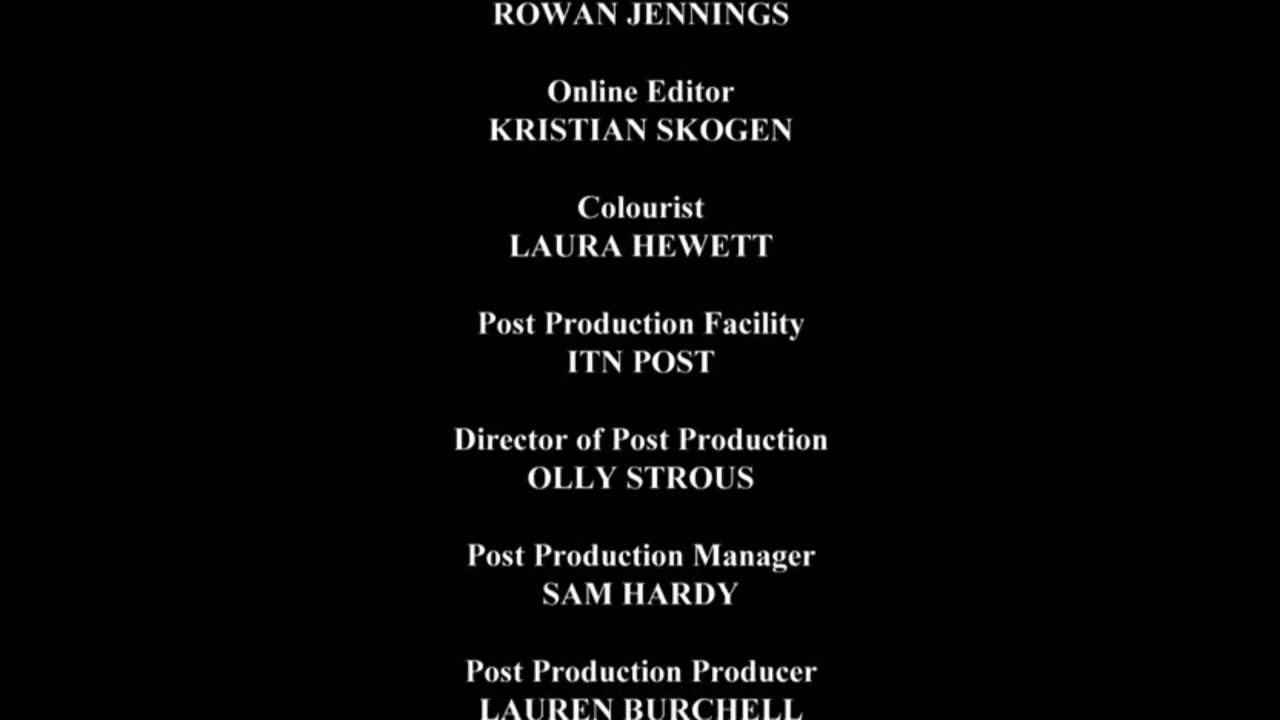 ROWAN JENNINGS
Online Editor
KRISTIAN SKOGEN
Colourist
LAURA HEWETT
Post Production Facility
ITN POST
Director of Post Production
OLLY STROUS
Post Production Manager
SAM HARDY
Post Production Producer
LAUREN BURCHELL